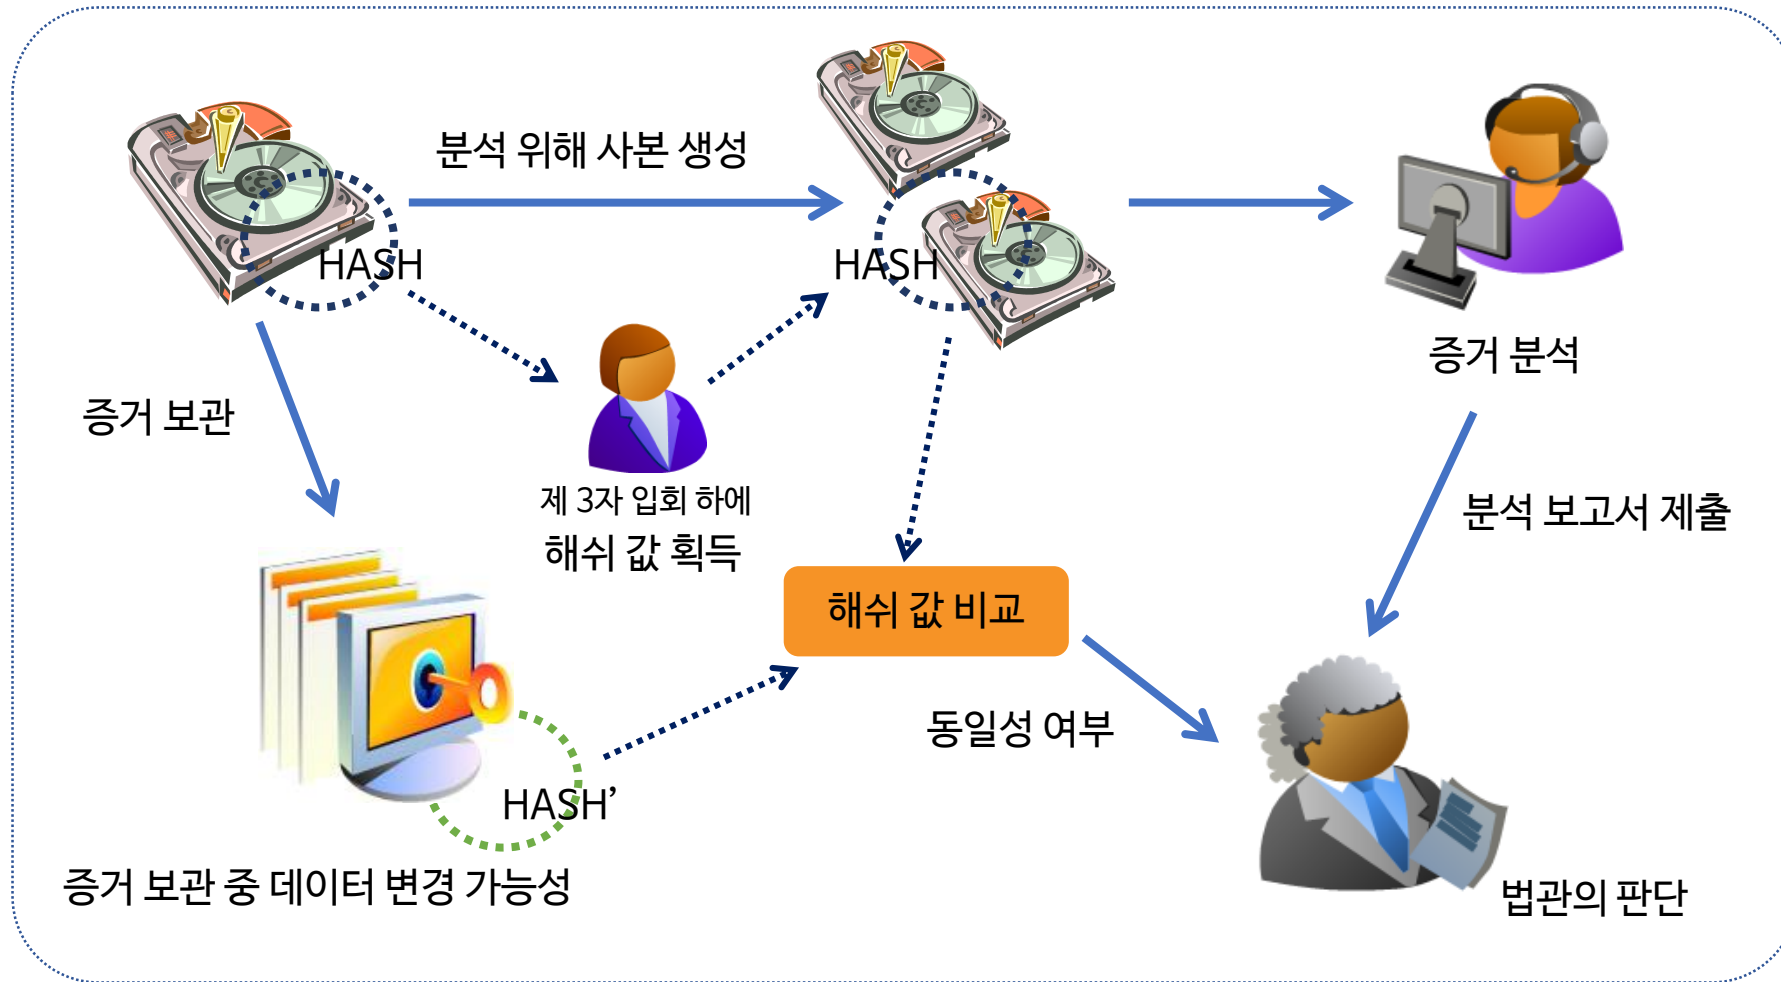 분석 위해 사본 생성
HASH
HASH
증거 분석
증거 보관
제 3자 입회 하에
해쉬 값 획득
분석 보고서 제출
해쉬 값 비교
동일성 여부
HASH’
증거 보관 중 데이터 변경 가능성
법관의 판단